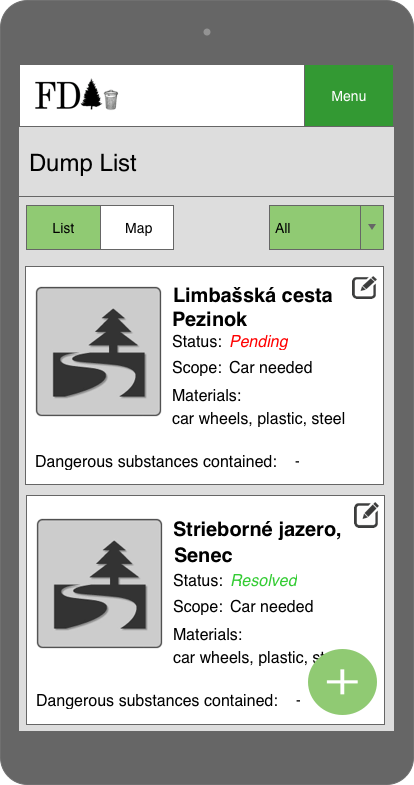 FD
Menu
Dump List
List
Map
All
Limbašská cesta
Pezinok
Status: Pending
Scope: Car needed
Materials:
car wheels, plastic, steel
Dangerous substances contained: -
Strieborné jazero,
Senec
Status: Resolved
Scope: Car needed
Materials:
car wheels, plastic,
Dangerous substances contained: -